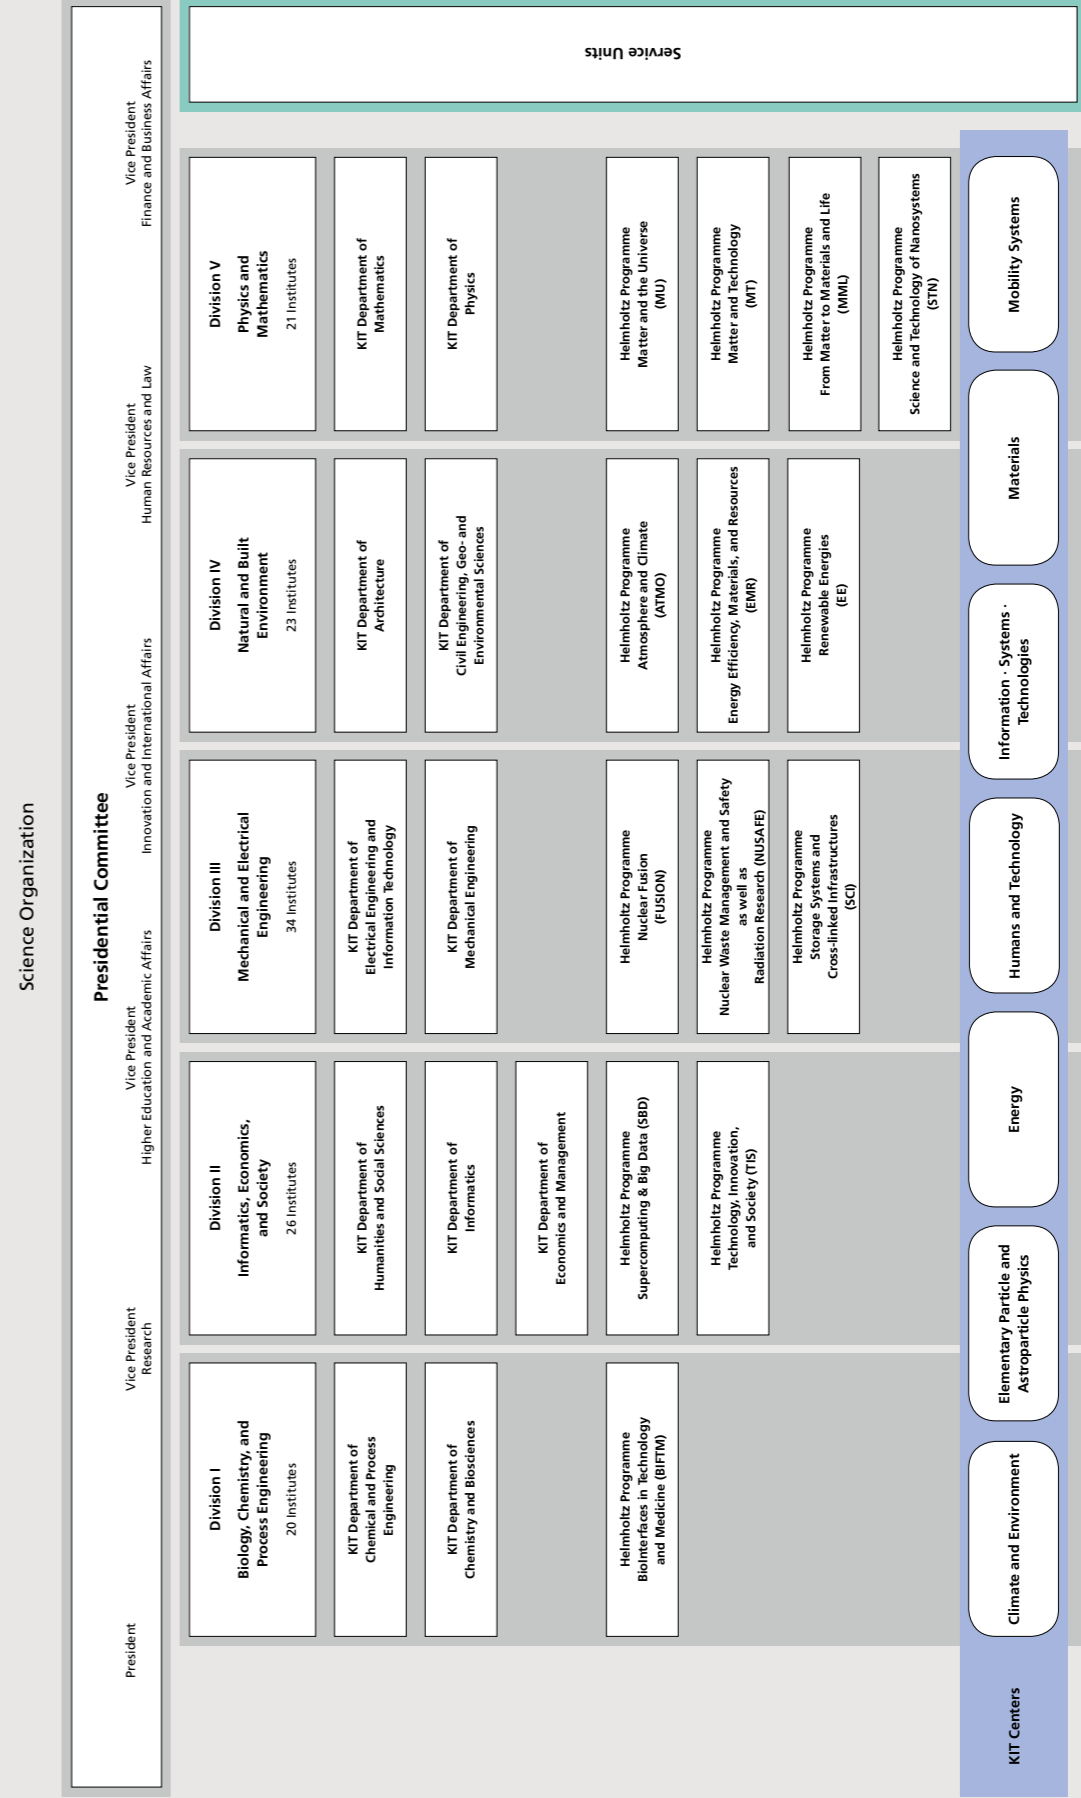 Science Organization
Presidential Committee
President
Vice President
Research
Vice President
Higher Education and Academic Affairs
Vice President
Innovation and International Affairs
Vice President
Human Resources and Law
Vice President
Finance and Business Affairs
Division I
Biology, Chemistry, and
Process Engineering
20 Institutes
KIT Department of
Chemical and Process
Engineering
KIT Department of
Chemistry and Biosciences
Helmholtz Programme
BioInterfaces in Technology
and Medicine (BIFTM)
Division II
Informatics, Economics,
and Society
26 Institutes
KIT Department of
Humanities and Social Sciences
KIT Department of
Informatics
KIT Department of
Economics and Management
Helmholtz Programme
Supercomputing & Big Data (SBD)
Helmholtz Programme
Technology, Innovation,
and Society (TIS)
Division III
Mechanical and Electrical
Engineering
34 Institutes
KIT Department of
Electrical Engineering and
Information Technology
KIT Department of
Mechanical Engineering
Helmholtz Programme
Nuclear Fusion
(FUSION)
Helmholtz Programme
Nuclear Waste Management and Safety
as well as
Radiation Research (NUSAFE)
Helmholtz Programme
Storage Systems and
Cross-linked Infrastructures
(SCI)
Division IV
Natural and Built
Environment
23 Institutes
KIT Department of
Architecture
KIT Department of
Civil Engineering, Geo- and
Environmental Sciences
Helmholtz Programme
Atmosphere and Climate
(ATMO)
Helmholtz Programme
Energy Efficiency, Materials, and Resources
(EMR)
Helmholtz Programme
Renewable Energies
(EE)
Division V
Physics and
Mathematics
21 Institutes
KIT Department of
Mathematics
KIT Department of
Physics
Helmholtz Programme
Matter and the Universe
(MU)
Helmholtz Programme
Matter and Technology
(MT)
Helmholtz Programme
From Matter to Materials and Life
(MML)
Helmholtz Programme
Science and Technology of Nanosystems
(STN)
Service Units
KIT Centers
Climate and Environment
Elementary Particle and
Astroparticle Physics
Energy
Humans and Technology
Information · Systems ·
Technologies
Materials
Mobility Systems